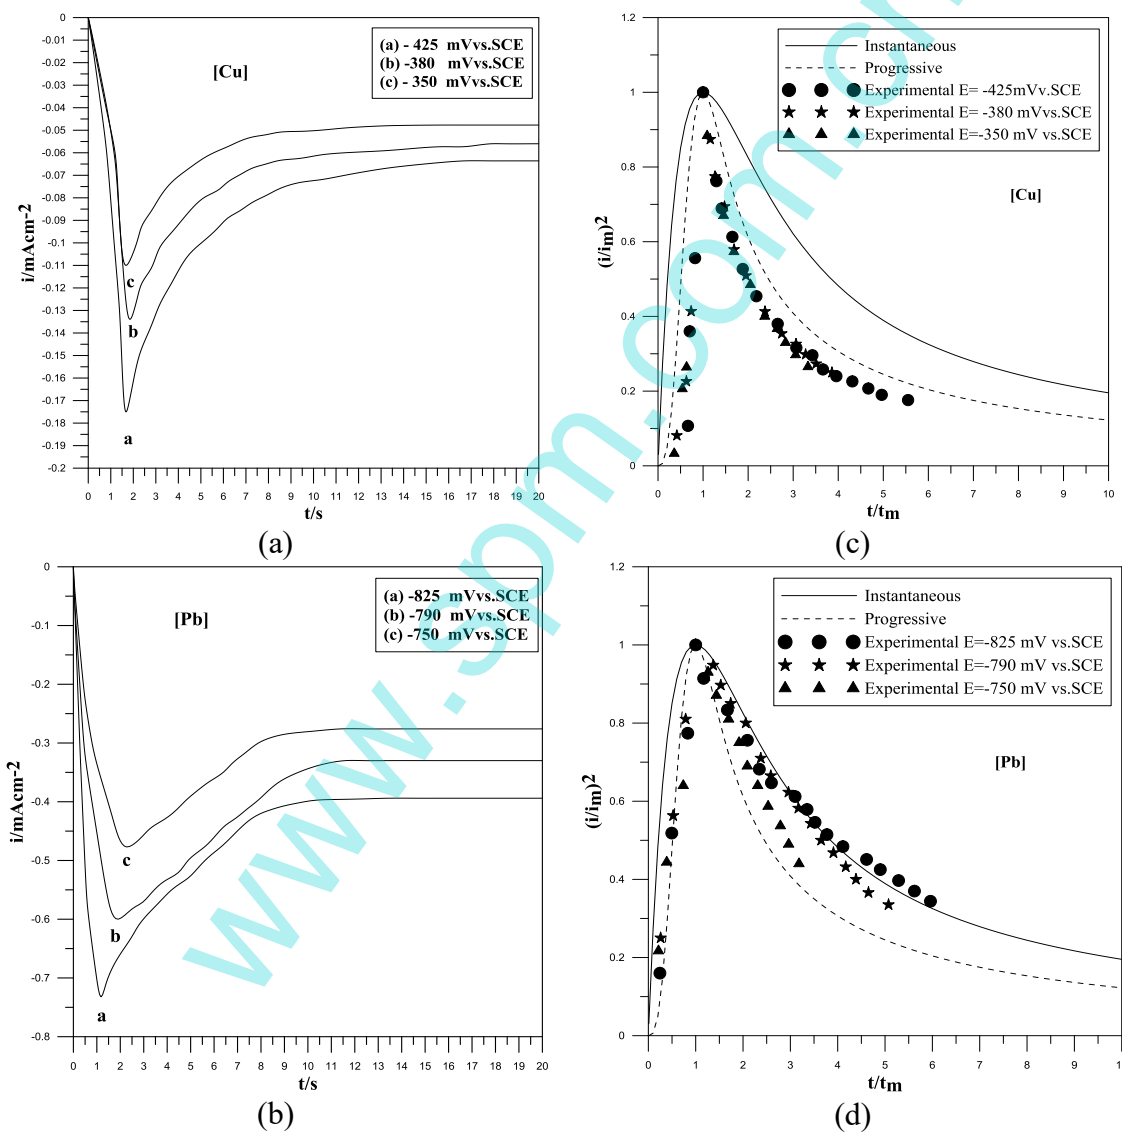 0
-0.01
-0.02
-0.03
-0.04
-0.05
-0.06
-0.07
-0.08
-0.09
-0.1
-0.11
-0.12
-0.13
-0.14
-0.15
-0.16
-0.17
-0.18
-0.19
-0.2
i/mAcm-2
[Cu]
(a) - 425 mVvs.SCE
(b) -380 mVvs.SCE
(c) - 350 mVvs.SCE
c
b
a
0 1 2 3 4 5 6 7 8 9 10 11 12 13 14 15 16 17 18 19 20
t/s
(a)
1.2
1
0.8
0.6
0.4
0.2
0
(i/im)2
Instantaneous
Progressive
Experimental E= -425mVv.SCE
Experimental E= -380 mVvs.SCE
Experimental E=-350 mV vs.SCE
[Cu]
0 1 2 3 4 5 6 7 8 9 10
t/tm
(c)
0
-0.1
-0.2
-0.3
-0.4
-0.5
-0.6
-0.7
-0.8
i/mAcm-2
[Pb]
(a) -825 mVvs.SCE
(b) -790 mVvs.SCE
(c) -750 mVvs.SCE
c
b
a
0 1 2 3 4 5 6 7 8 9 10 11 12 13 14 15 16 17 18 19 20
t/s
(b)
1.2
1
0.8
0.6
0.4
0.2
0
(i/im)2
Instantaneous
Progressive
Experimental E=-825 mV vs.SCE
Experimental E=-790 mV vs.SCE
Experimental E=-750 mV vs.SCE
[Pb]
0 1 2 3 4 5 6 7 8 9
t/tm
(d)
www.spm.com.cn